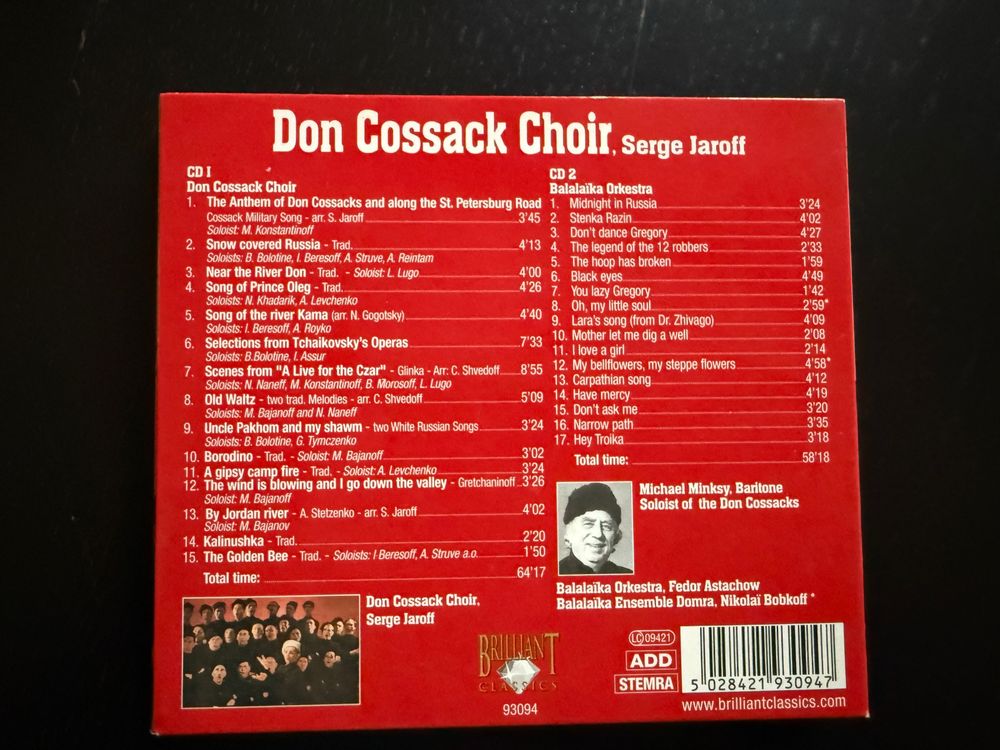 Don Cossack Choir, Serge Jaroff
CD 1
Don Cossack Choir
1. The Anthem of Don Cossacks and along the St. Petersburg Road
Cossack Military Song - arr. S. Jaroff 3'45
Soloist: M. Konstantinoff
2. Snow covered Russia - Trad. 4'13
Soloists: B. Bolotine, I. Beresoff, A. Struve, A. Reintam
3. Near the River Don - Trad. - Soloist: L. Lugo 4'00
4. Song of Prince Oleg - Trad. 4'26
Soloists: N. Khadarik, A. Levchenko
5. Song of the river Kama (arr. N. Gogotsky) 4'40
Soloists: I. Beresoff, A. Royko
6. Selections from Tchaikovsky's Operas 7'33
Soloists: B.Bolotine, I. Assur
7. Scenes from "A Live for the Czar" - Glinka - Arr: C. Shvedoff 8'55
Soloists: N. Naneff, M. Konstantinoff, B. Morosoff, L. Lugo
8. Old Waltz - two trad. Melodies - arr. C. Shvedoff 5'09
Soloists: M. Bajanoff and N. Naneff
9. Uncle Pakhom and my shawm - two White Russian Songs 3'24
Soloists: B. Bolotine, G. Tymczenko
10. Borodino - Trad. - Soloist: M. Bajanoff 3'02
11. A gipsy camp fire - Trad. - Soloist: A. Levchenko 3'24
12. The wind is blowing and I go down the valley - Gretchaninoff 3'26
Soloist: M. Bajanoff
13. By Jordan river - A. Stetzenko - arr. S. Jaroff 4'02
Soloist: M. Bajanov
14. Kalinushka - Trad. 2'20
15. The Golden Bee - Trad. - Soloists: I Beresoff, A. Struve a.o. 1'50
Total time: 64'17
Don Cossack Choir,
Serge Jaroff
CD 2
Balalaïka Orkestra
1. Midnight in Russia 3'24
2. Stenka Razin 4'02
3. Don't dance Gregory 4'27
4. The legend of the 12 robbers 2'33
5. The hoop has broken 1'59
6. Black eyes 4'49
7. You lazy Gregory 1'42
8. Oh, my little soul 2'59*
9. Lara's song (from Dr. Zhivago) 4'09
10. Mother let me dig a well 2'08
11. I love a girl 2'14
12. My bellflowers, my steppe flowers 4'58*
13. Carpathian song 4'12
14. Have mercy 4'19
15. Don't ask me 3'20
16. Narrow path 3'35
17. Hey Troika 3'18
Total time: 58'18
Michael Minksy, Baritone
Soloist of the Don Cossacks
Balalaïka Orkestra, Fedor Astachow
Balalaïka Ensemble Domra, Nikolaï Bobkoff *
BRILLIANT
CLASSICS
93094
LC 09421
ADD
STEMRA
5 028421 930947
www.brilliantclassics.com